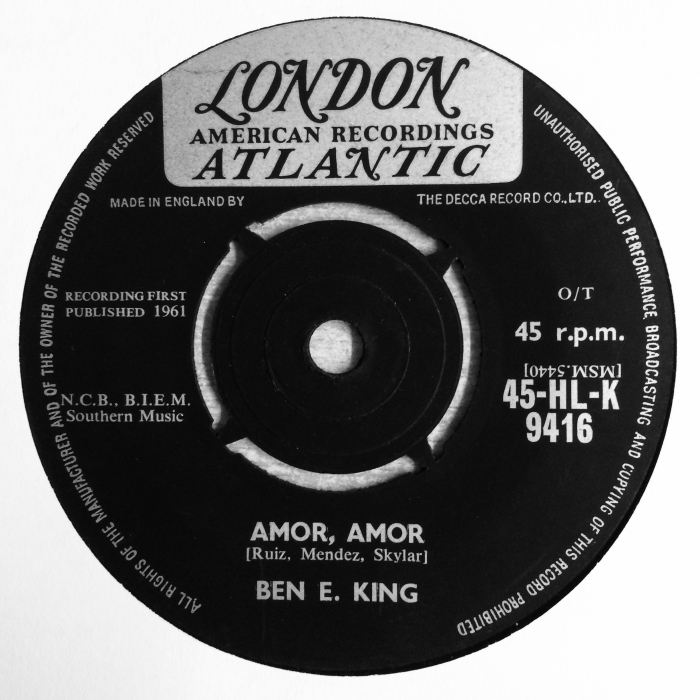 LONDON
AMERICAN RECORDINGS
ATLANTIC
MADE IN ENGLAND BY
THE DECCA RECORD CO., LTD.
ALL RIGHTS OF THE MANUFACTURER AND OF THE OWNER OF THE RECORDED WORK RESERVED
UNAUTHORISED PUBLIC PERFORMANCE BROADCASTING AND COPYING OF THIS RECORD PROHIBITED
RECORDING FIRST
PUBLISHED 1961
O/T
45 r.p.m.
[MSM.5440]
45-HL-K
9416
N.C.B., B.I.E.M.
Southern Music
AMOR, AMOR
[Ruiz, Mendez, Skylar]
BEN E. KING